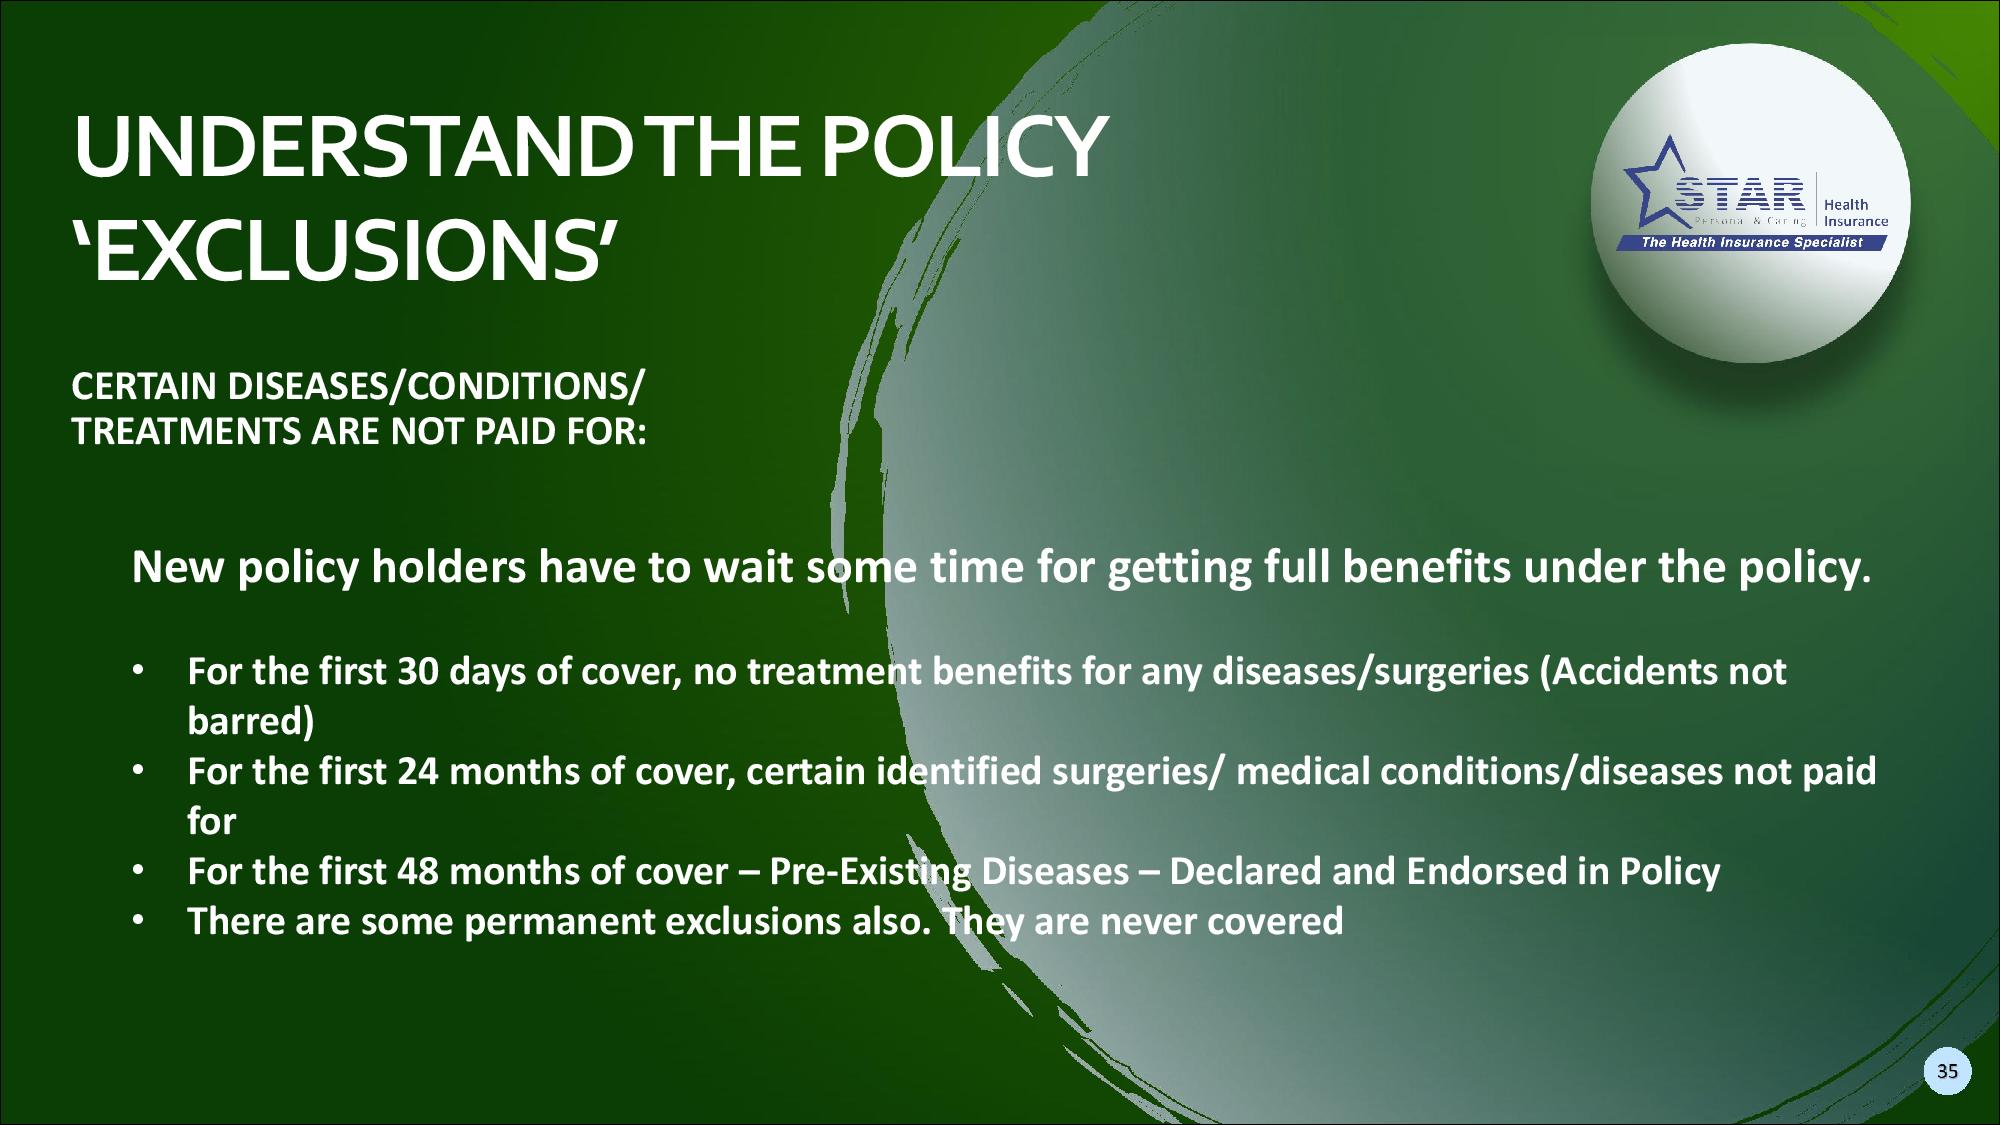 UNDERSTAND THE POLICY
‘EXCLUSIONS’
STAR
Personal & Caring
Health
Insurance
The Health Insurance Specialist
CERTAIN DISEASES/CONDITIONS/
TREATMENTS ARE NOT PAID FOR:
New policy holders have to wait some time for getting full benefits under the policy.
• For the first 30 days of cover, no treatment benefits for any diseases/surgeries (Accidents not
barred)
• For the first 24 months of cover, certain identified surgeries/ medical conditions/diseases not paid
for
• For the first 48 months of cover – Pre-Existing Diseases – Declared and Endorsed in Policy
• There are some permanent exclusions also. They are never covered
35